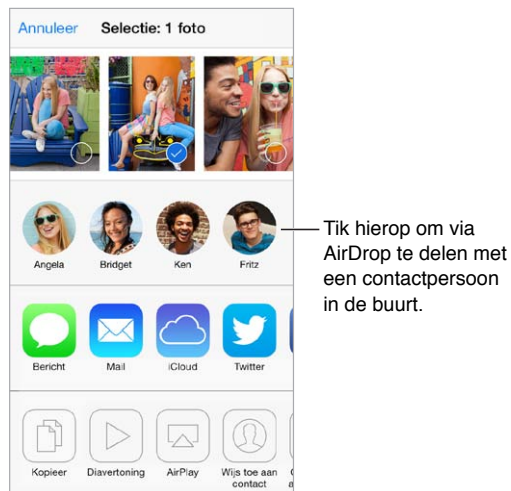 Annuleer Selectie: 1 foto
Angela Bridget Ken Fritz
Tik hierop om via
AirDrop te delen met
een contactpersoon
in de buurt.
Bericht Mail iCloud Twitter
Kopieer Diavertoning AirPlay Wijs toe aan
contact